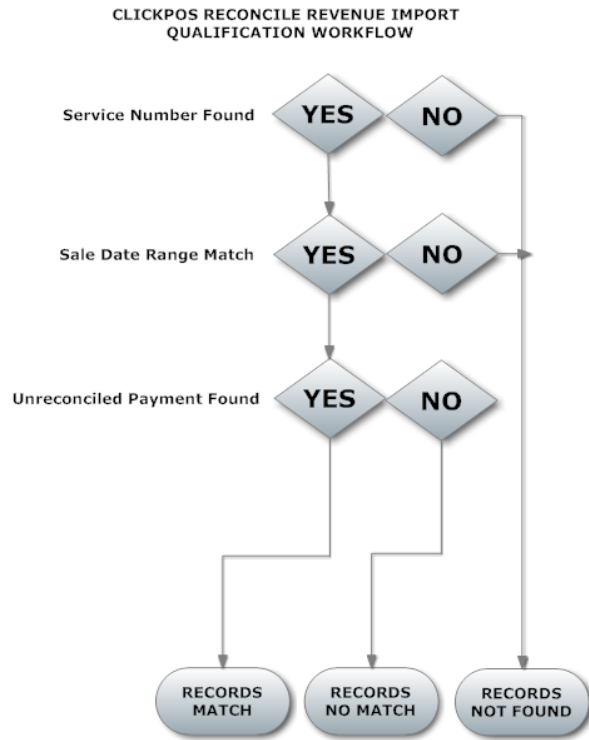 CLICKPOS RECONCILE REVENUE IMPORT
QUALIFICATION WORKFLOW
Service Number Found
YES
NO
Sale Date Range Match
YES
NO
Unreconciled Payment Found
YES
NO
RECORDS
MATCH
RECORDS
NO MATCH
RECORDS
NOT FOUND